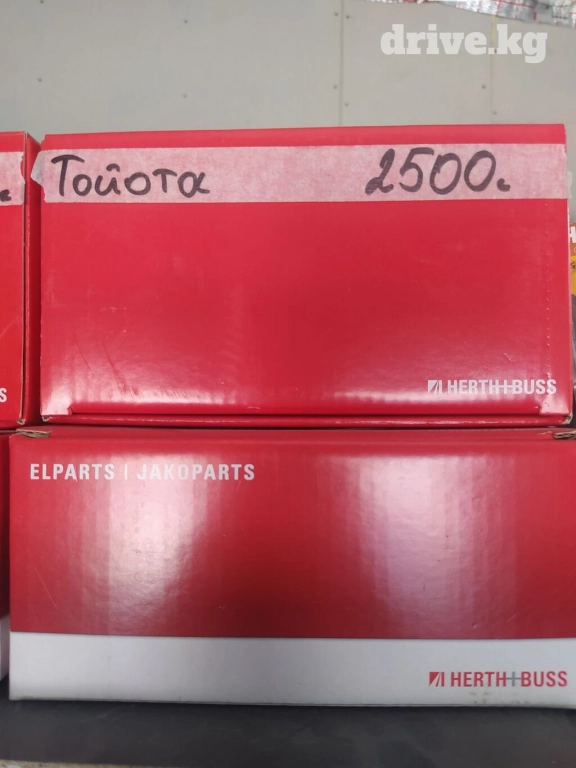 drive.kg
Тойота 2500.
HERTH+BUSS
S
ELPARTS | JAKOPARTS
HERTH+BUSS